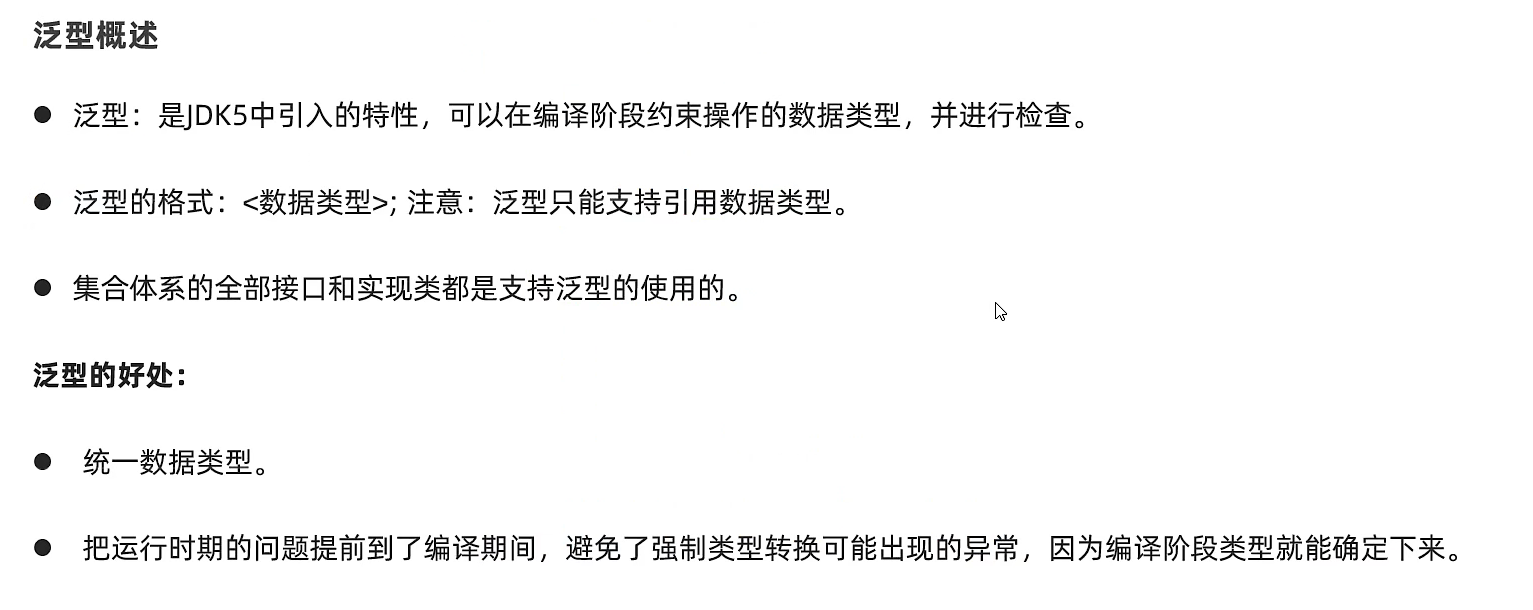 泛型概述
● 泛型：是JDK5中引入的特性，可以在编译阶段约束操作的数据类型，并进行检查。
● 泛型的格式：<数据类型>; 注意：泛型只能支持引用数据类型。
● 集合体系的全部接口和实现类都是支持泛型的使用的。
泛型的好处：
● 统一数据类型。
● 把运行时期的问题提前到了编译期间，避免了强制类型转换可能出现的异常，因为编译阶段类型就能确定下来。